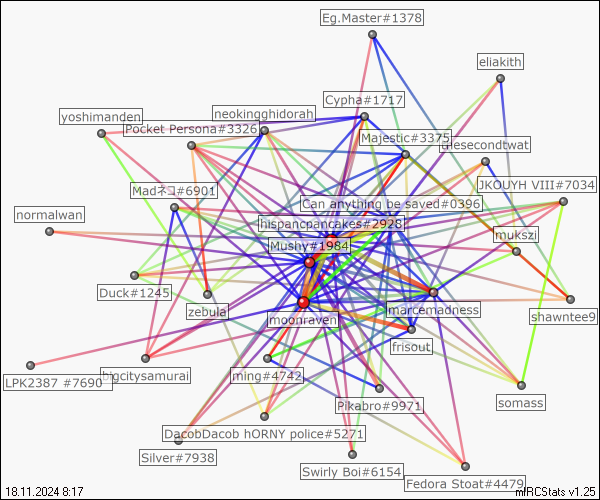 Eg.Master#1378
eliakith
Cypha#1717
neokingghidorah
yoshimanden
Pocket Persona#3326
Majestic#3375
glesecondtwat
JKOUYH VIII#7034
Madネコ#6901
Can anything be saved#0396
normalwan
hispancpancakes#2928
mukszi
Mushy#1984
Duck#1245
zebula
marcemadness
shawntee9
moonraven
frisout
bigcitysamurai
ming#4742
LPK2387 #7690
somass
Pikabro#9971
DacobDacob hORNY police#5271
Silver#7938
Swirly Boi#6154
Fedora Stoat#4479
18.11.2024 8:17
mIRCStats v1.25